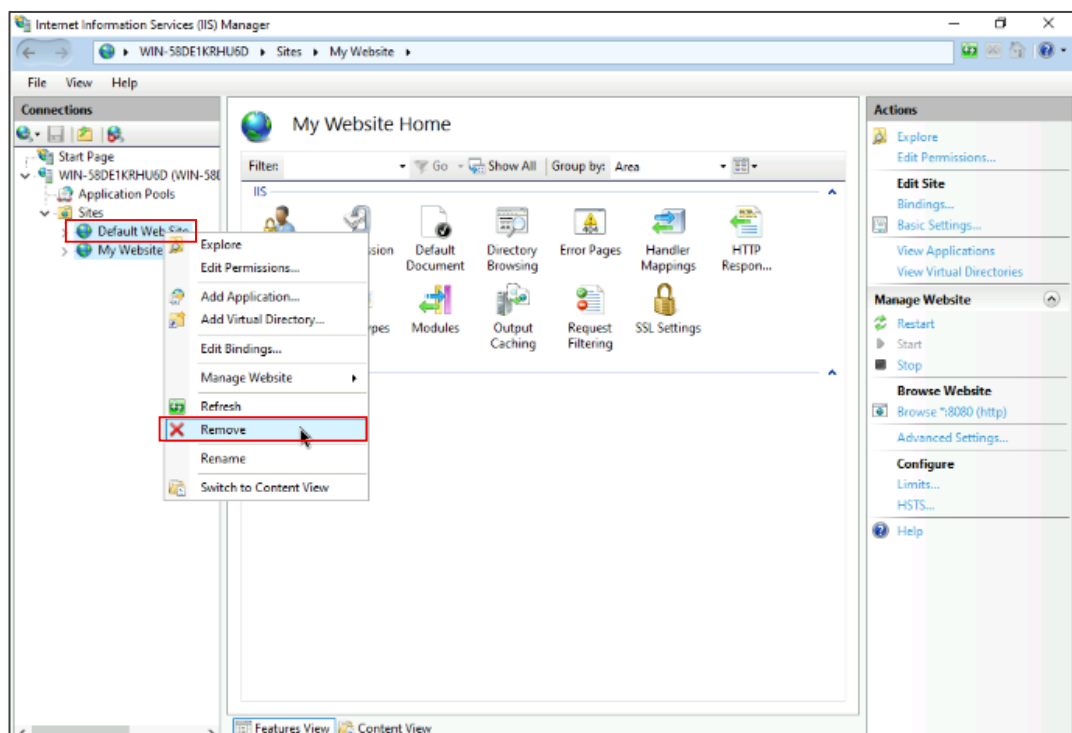 Internet Information Services (IIS) Manager
WIN-58DE1KRHU6D Sites My Website
File View Help
Connections
Start Page
WIN-58DE1KRHU6D (WIN-58
Application Pools
Sites
Default Web Site
My Website
Explore
Edit Permissions...
Add Application...
Add Virtual Directory...
Edit Bindings...
Manage Website
Refresh
Remove
Rename
Switch to Content View
My Website Home
Filter: Go Show All Group by: Area
IIS
ssion
Default Document
Directory Browsing
Error Pages
Handler Mappings
HTTP Respon...
ypes
Modules
Output Caching
Request Filtering
SSL Settings
Features View Content View
Actions
Explore
Edit Permissions...
Edit Site
Bindings...
Basic Settings...
View Applications
View Virtual Directories
Manage Website
Restart
Start
Stop
Browse Website
Browse *:8080 (http)
Advanced Settings...
Configure
Limits...
HSTS...
Help